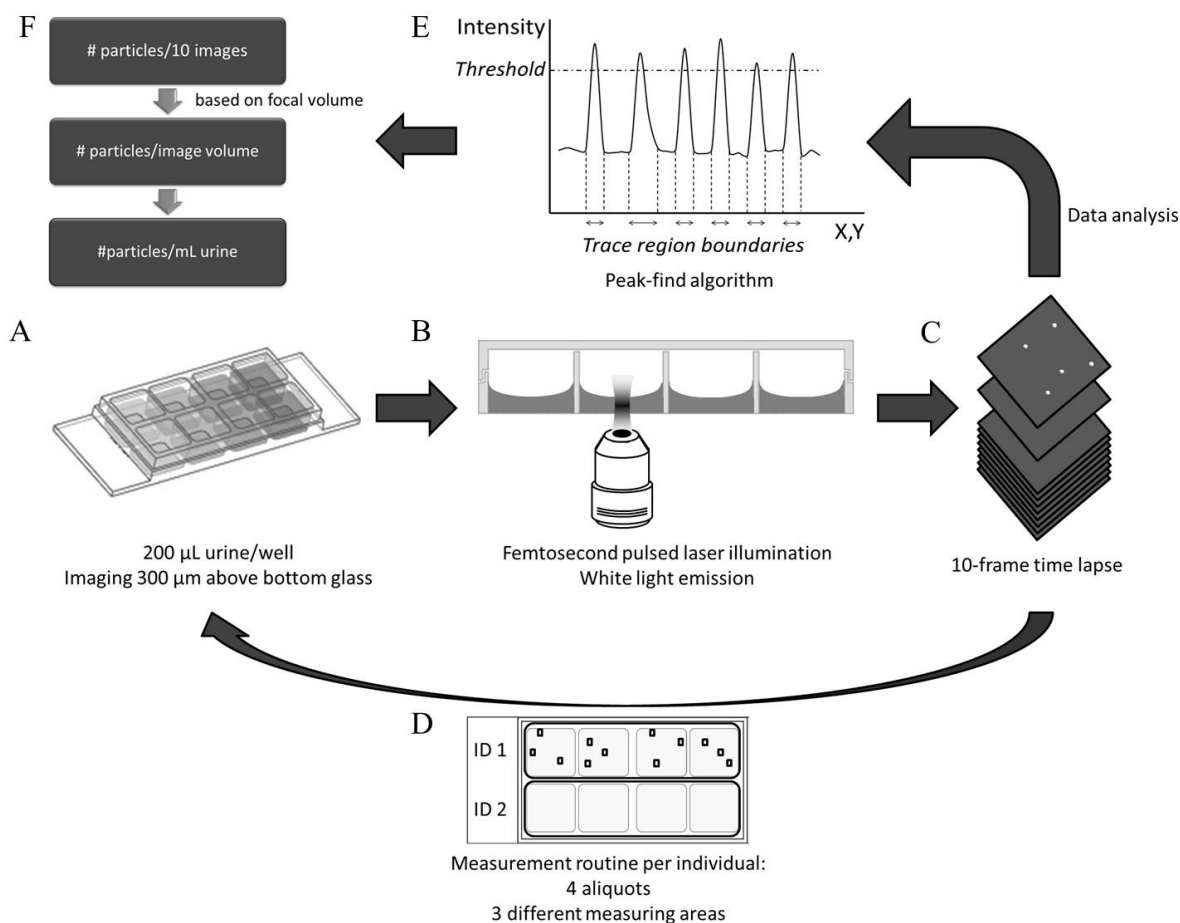 F
# particles/10 images
based on focal volume
# particles/image volume
#particles/mL urine
E
Intensity
Threshold
X,Y
Trace region boundaries
Peak-find algorithm
Data analysis
A
200 µL urine/well
Imaging 300 µm above bottom glass
B
Femtosecond pulsed laser illumination
White light emission
C
10-frame time lapse
D
ID 1
ID 2
Measurement routine per individual:
4 aliquots
3 different measuring areas